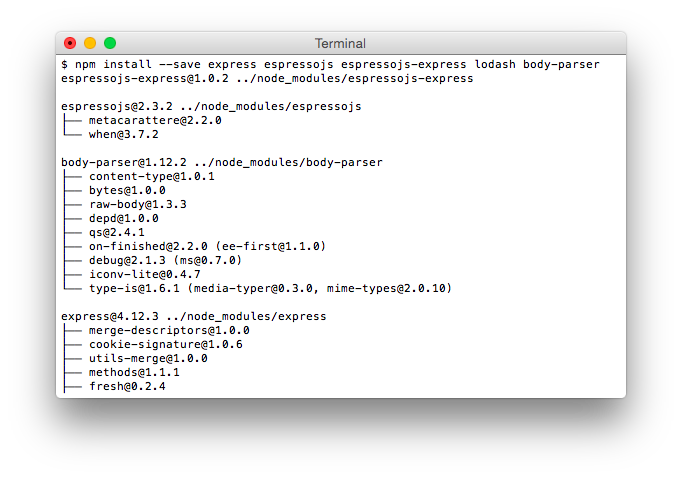 Terminal
$ npm install --save express espressojs espressojs-express lodash body-parser
espressojs-express@1.0.2 ../node_modules/espressojs-express
espressojs@2.3.2 ../node_modules/espressojs
├── metacarattere@2.2.0
└── when@3.7.2
body-parser@1.12.2 ../node_modules/body-parser
├── content-type@1.0.1
├── bytes@1.0.0
├── raw-body@1.3.3
├── depd@1.0.0
├── qs@2.4.1
├── on-finished@2.2.0 (ee-first@1.1.0)
├── debug@2.1.3 (ms@0.7.0)
├── iconv-lite@0.4.7
└── type-is@1.6.1 (media-typer@0.3.0, mime-types@2.0.10)
express@4.12.3 ../node_modules/express
├── merge-descriptors@1.0.0
├── cookie-signature@1.0.6
├── utils-merge@1.0.0
├── methods@1.1.1
├── fresh@0.2.4